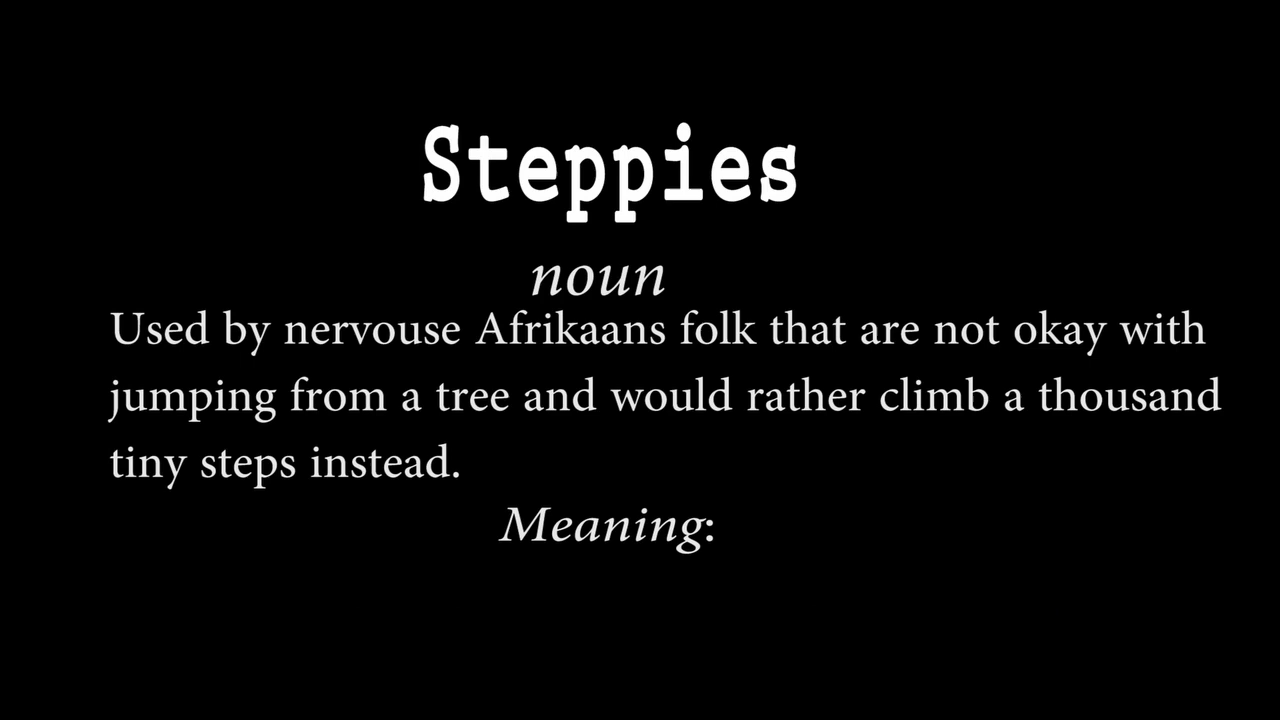 Steppies
noun
Used by nervouse Afrikaans folk that are not okay with
jumping from a tree and would rather climb a thousand
tiny steps instead.
Meaning: